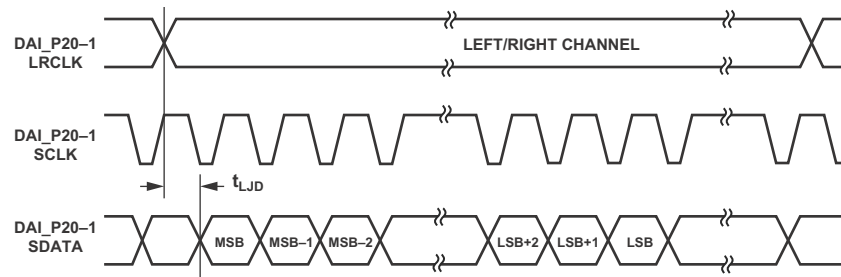 DAI_P20–1
LRCLK
LEFT/RIGHT CHANNEL
DAI_P20–1
SCLK
tLJD
DAI_P20–1
SDATA
MSB
MSB–1
MSB–2
LSB+2
LSB+1
LSB